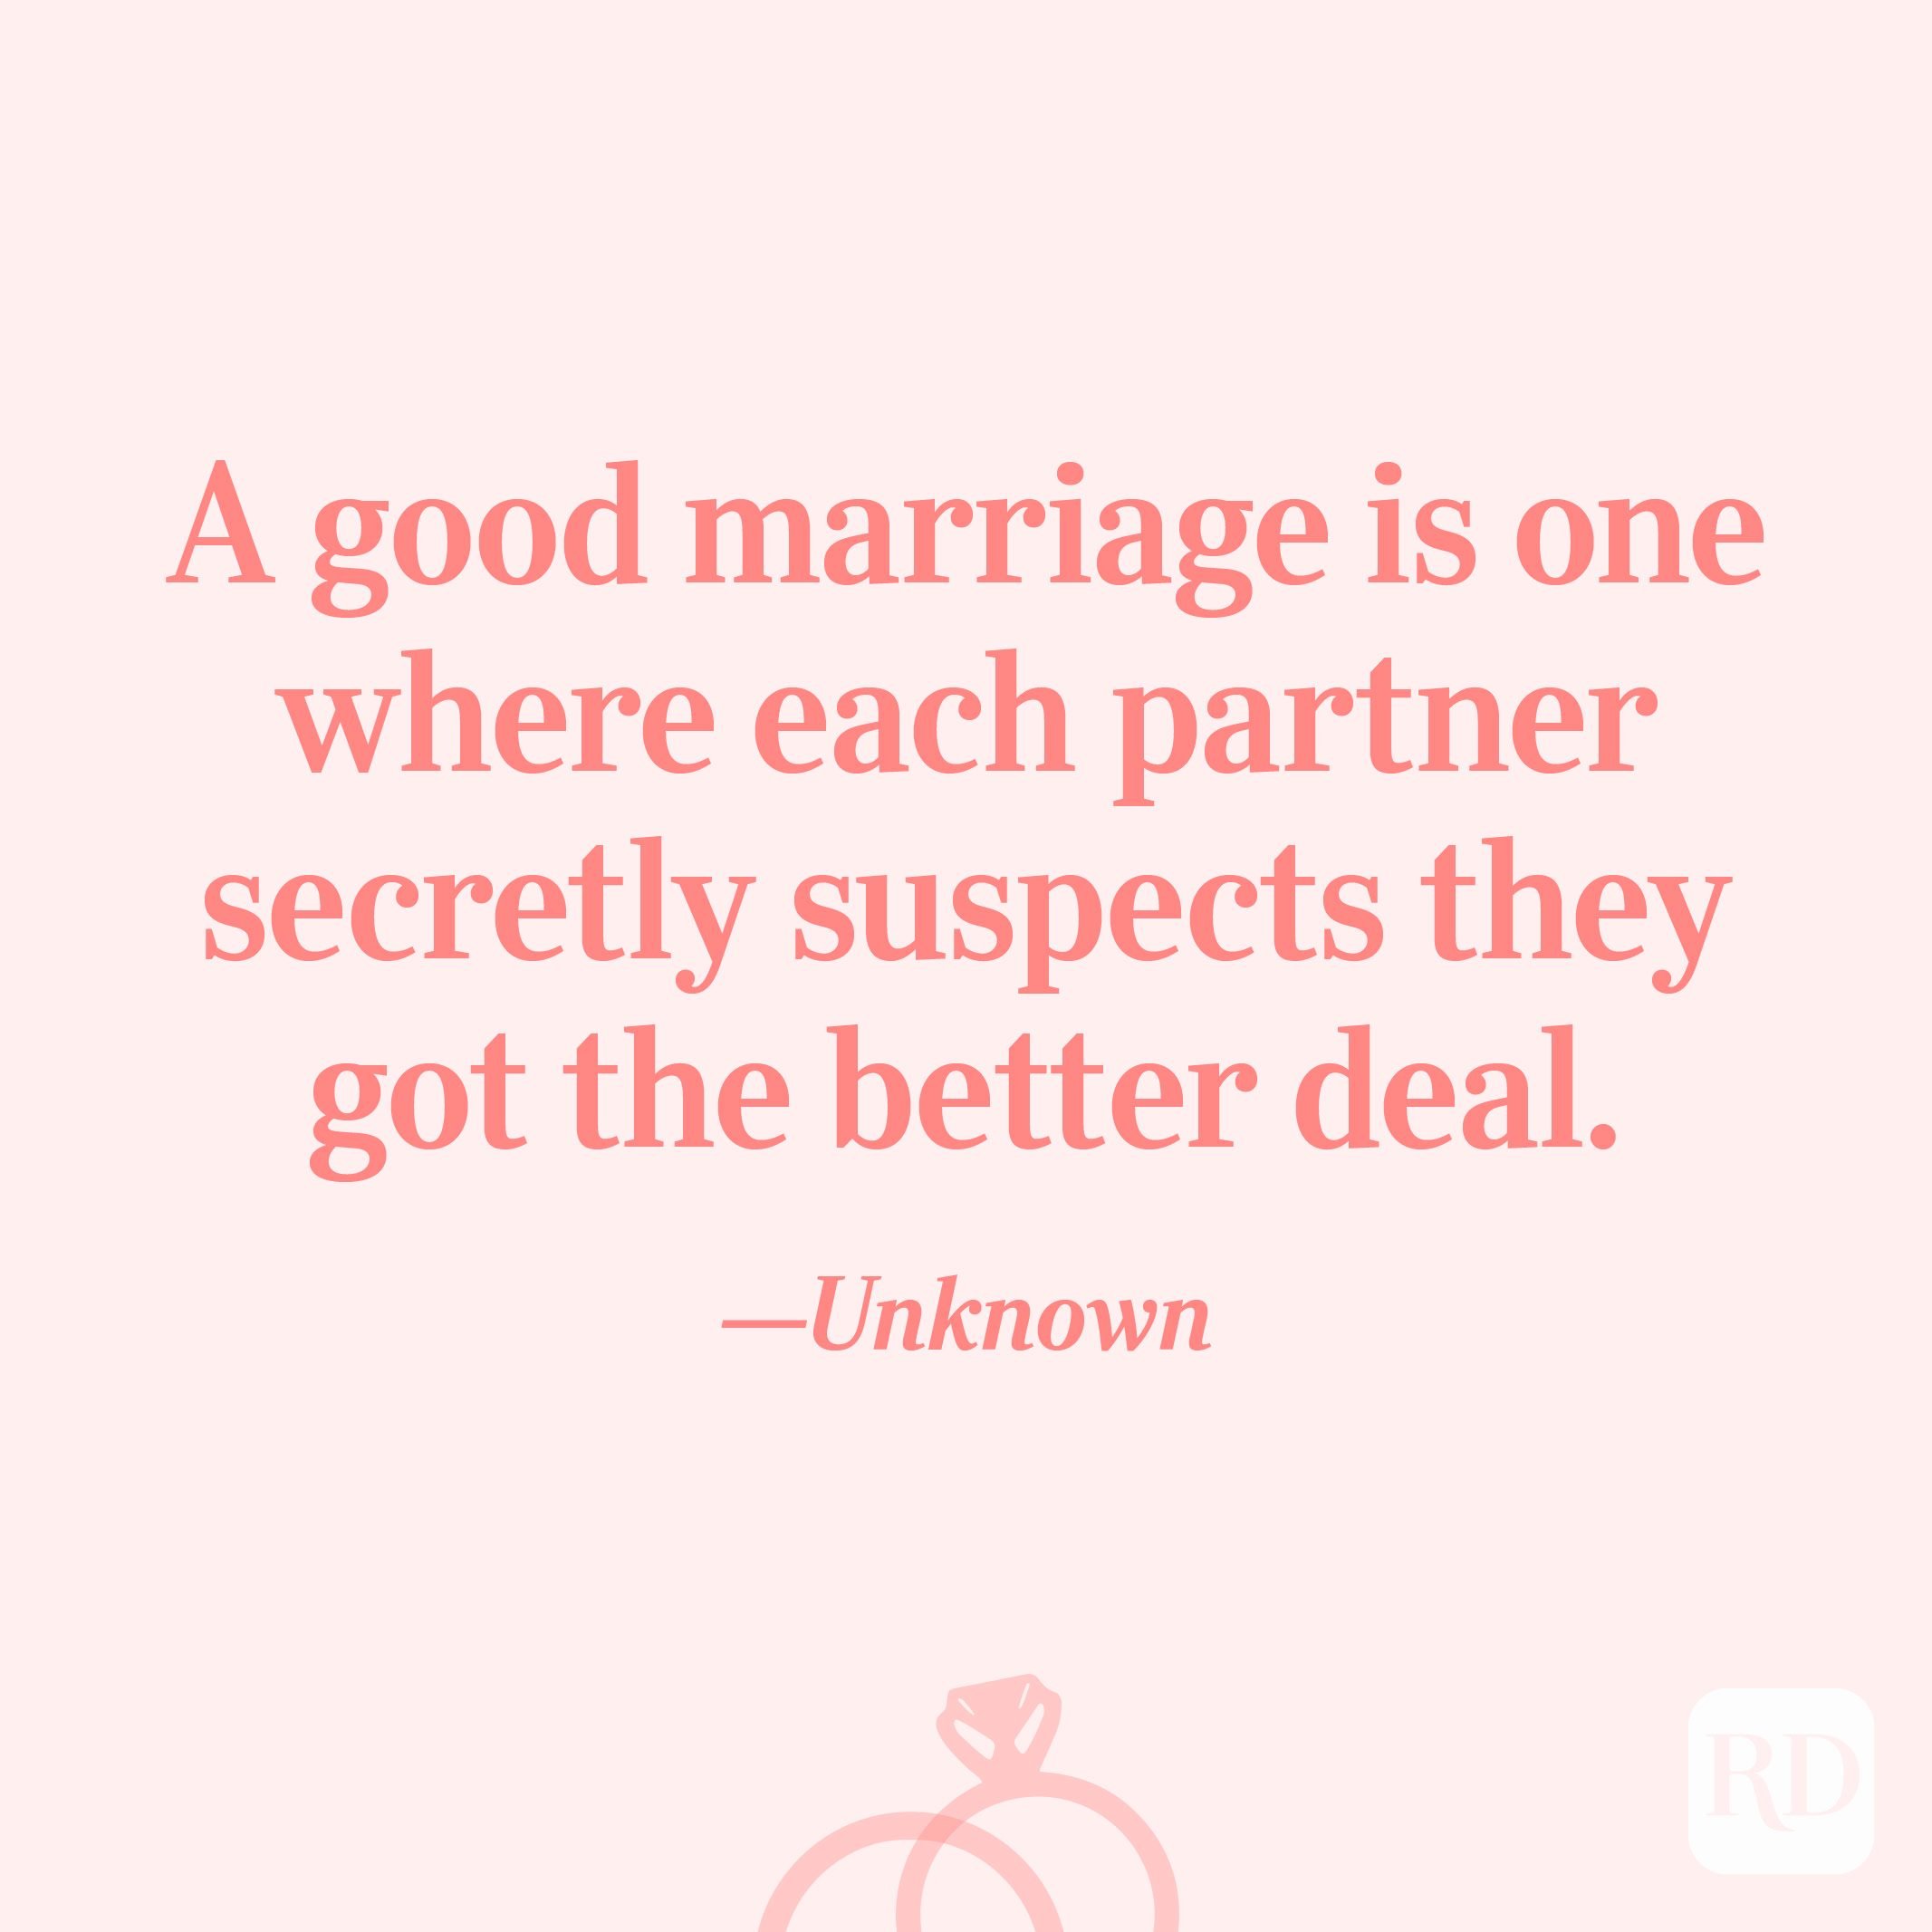 A good marriage is one
where each partner
secretly suspects they
got the better deal.
—Unknown
RD